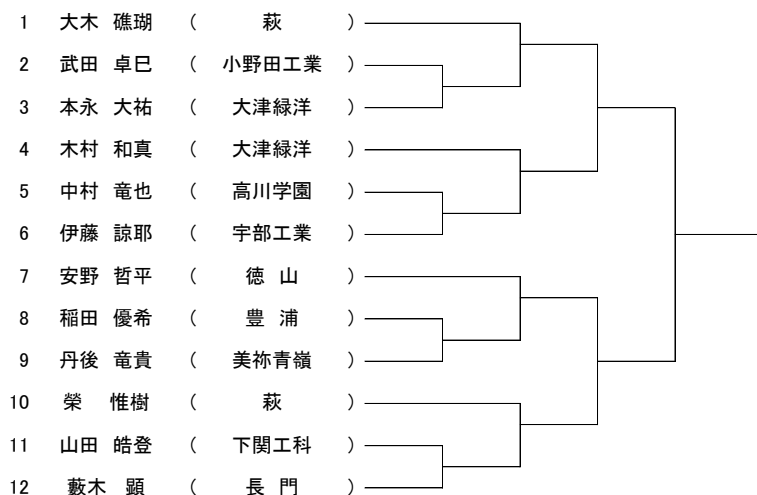 1 大木 礁瑚 ( 萩 )
2 武田 卓巳 ( 小野田工業 )
3 本永 大祐 ( 大津緑洋 )
4 木村 和真 ( 大津緑洋 )
5 中村 竜也 ( 高川学園 )
6 伊藤 諒耶 ( 宇部工業 )
7 安野 哲平 ( 徳 山 )
8 稲田 優希 ( 豊 浦 )
9 丹後 竜貴 ( 美祢青嶺 )
10 榮 惟樹 ( 萩 )
11 山田 皓登 ( 下関工科 )
12 藪木 顕 ( 長 門 )